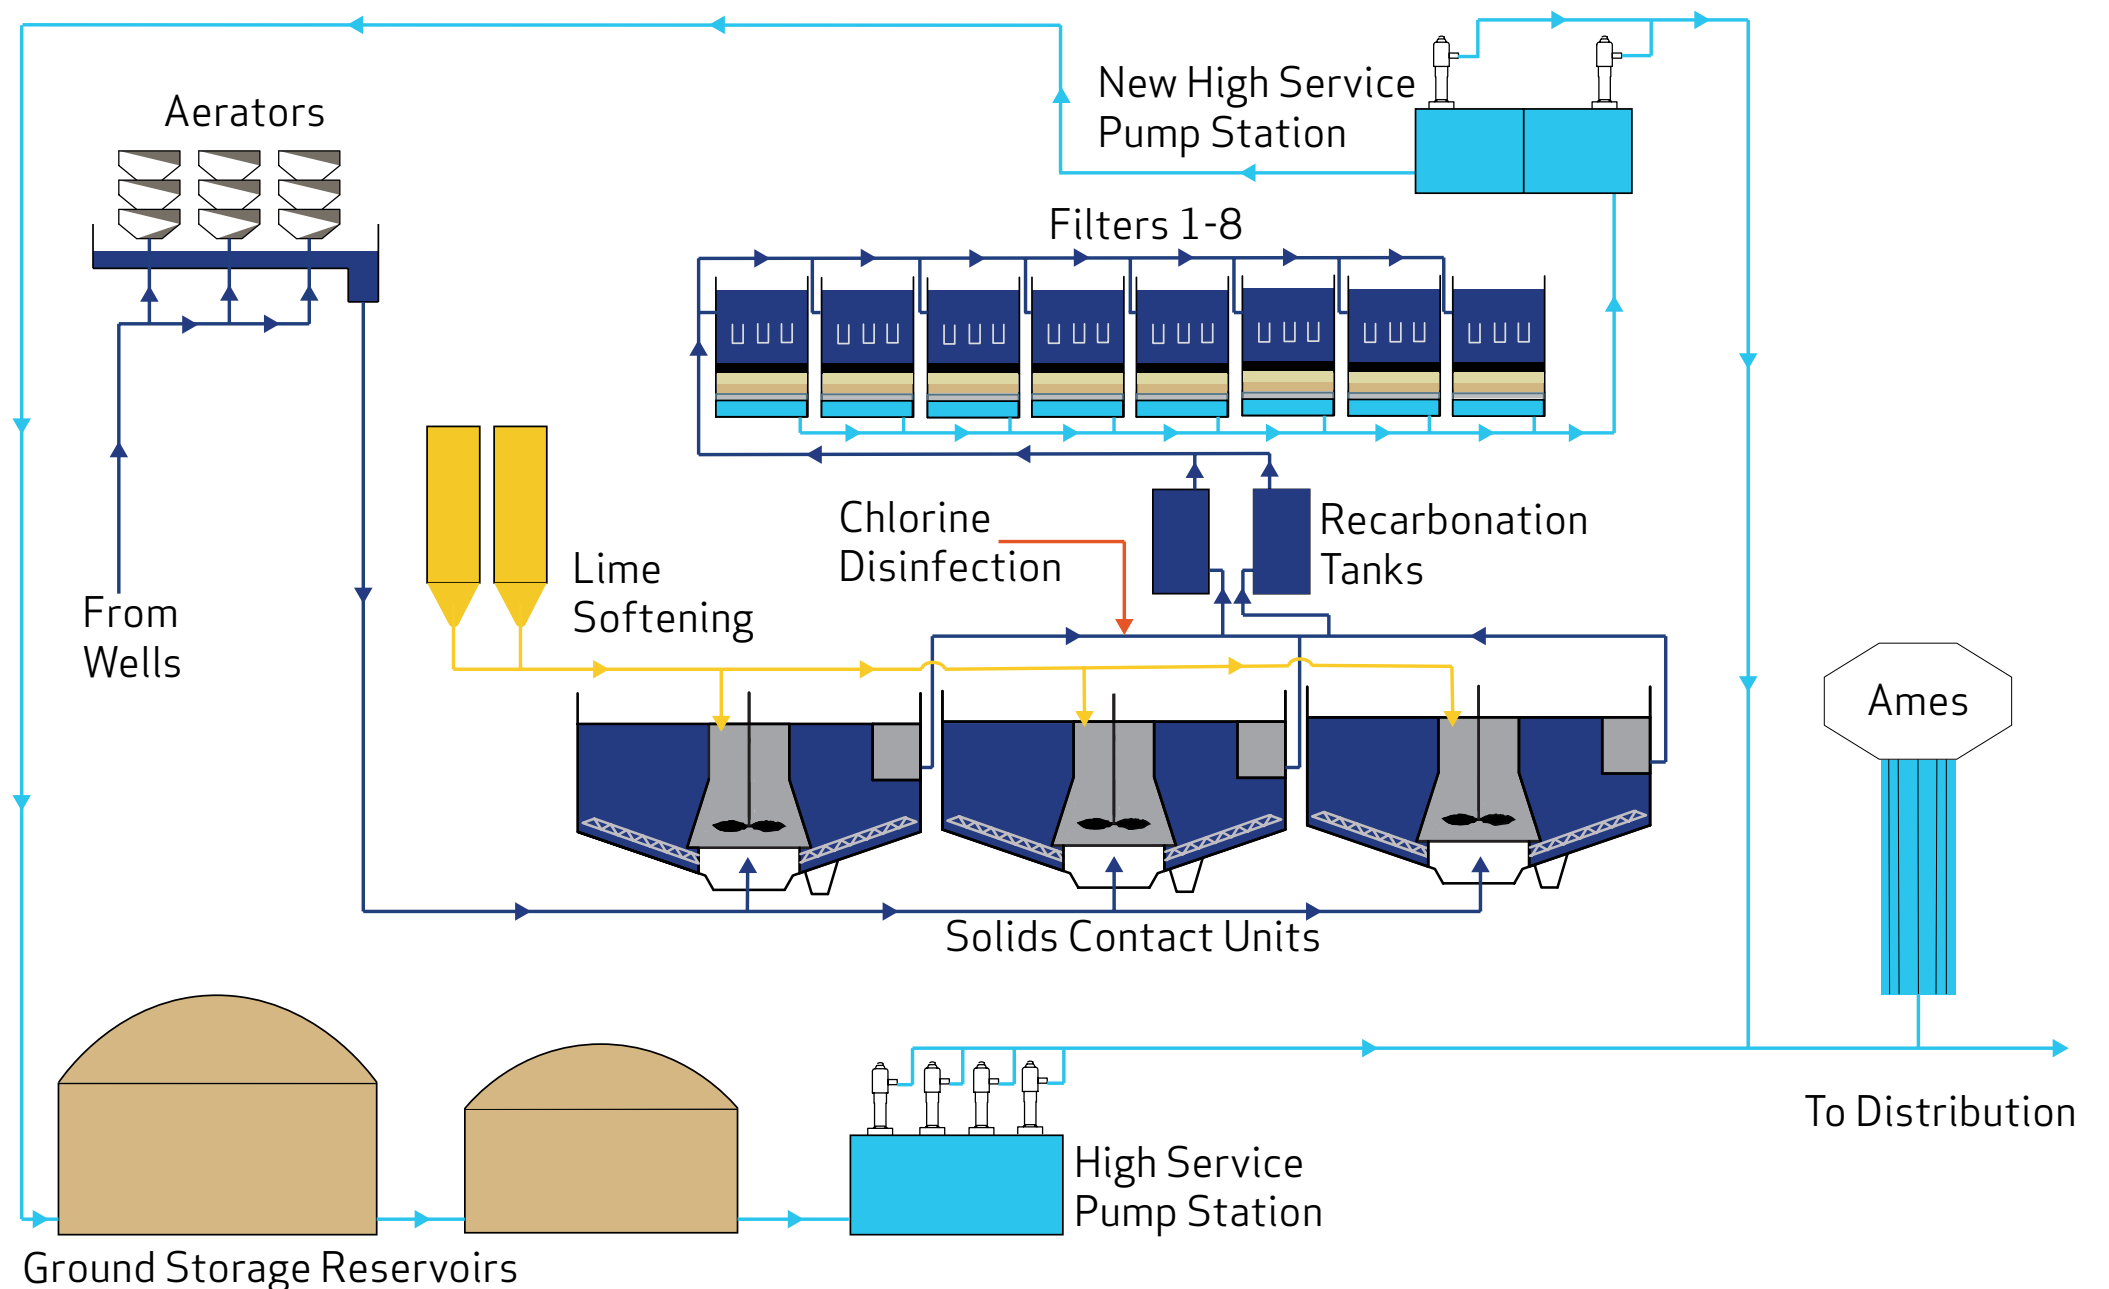 New High Service
Pump Station
Aerators
Filters 1-8
Chlorine
Disinfection
Recarbonation
Tanks
Lime
Softening
From
Wells
Ames
Solids Contact Units
To Distribution
High Service
Pump Station
Ground Storage Reservoirs